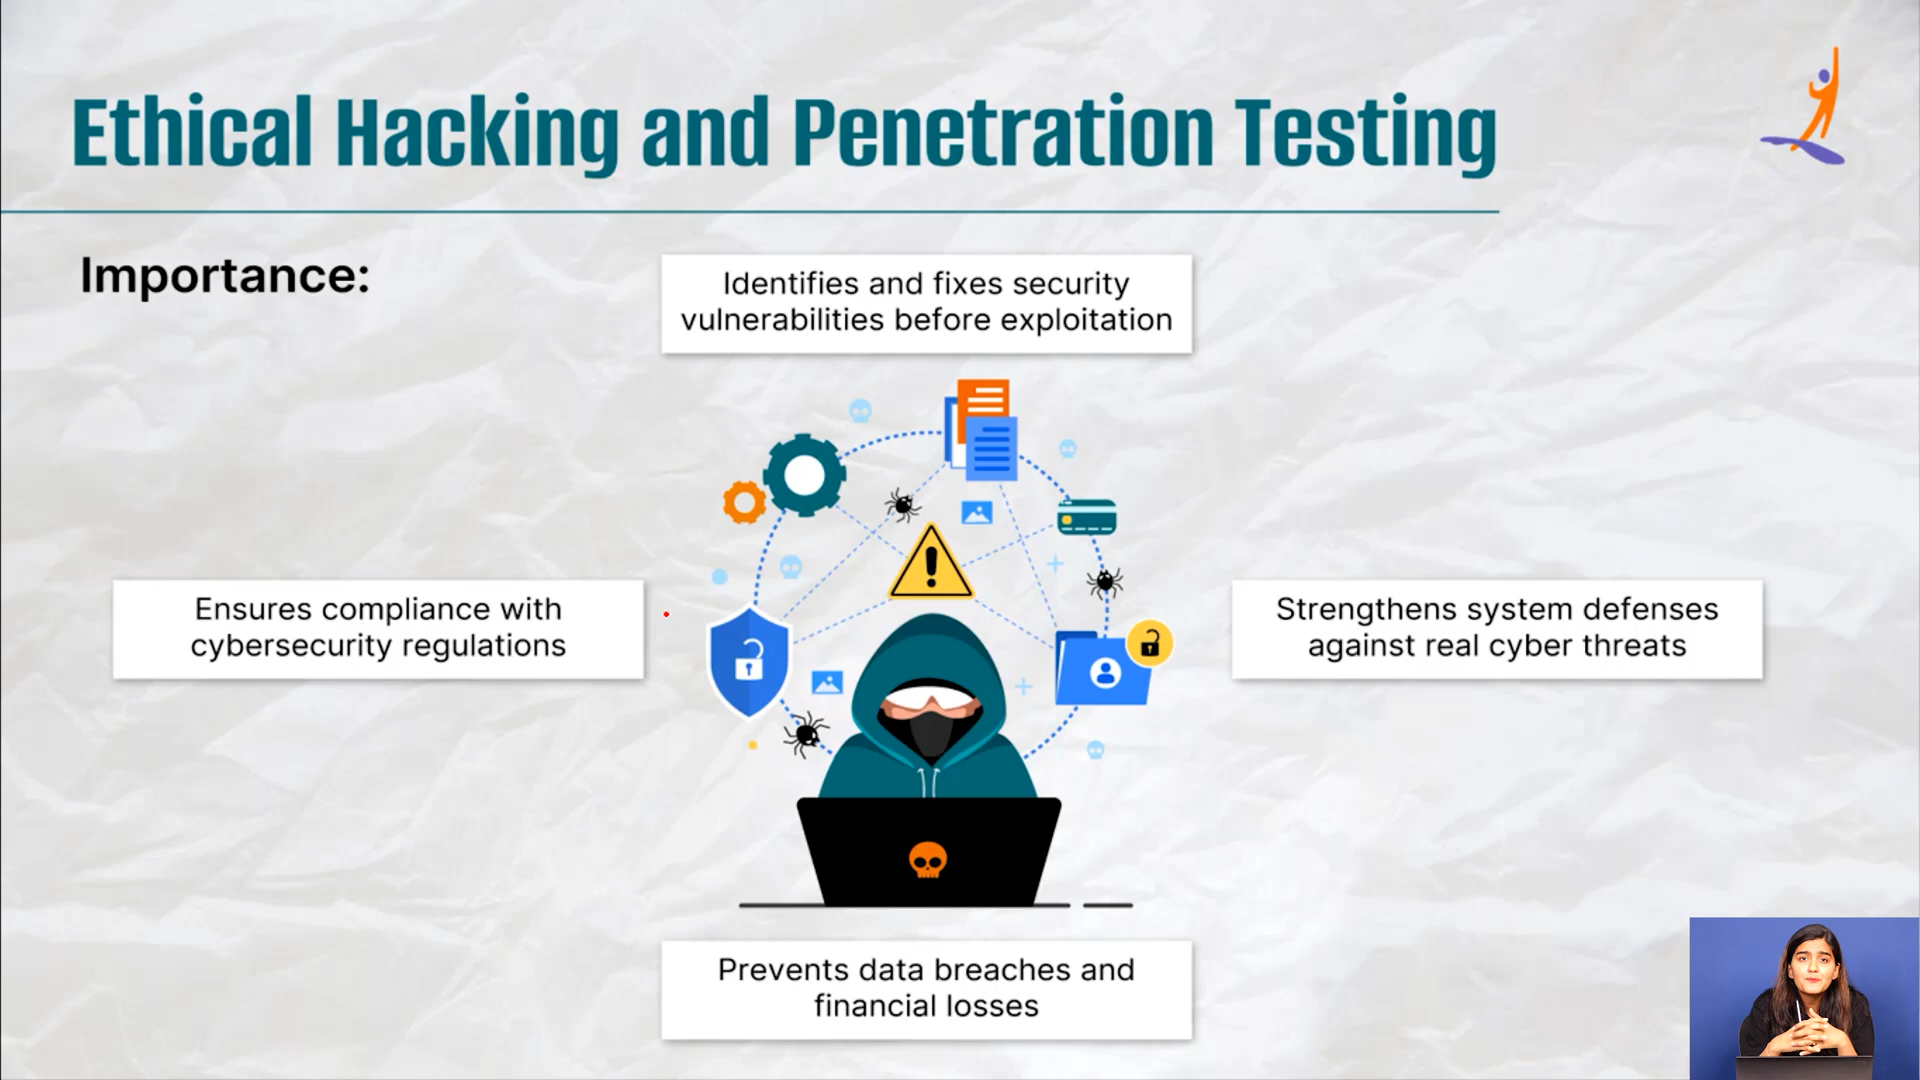 Ethical Hacking and Penetration Testing
Importance:
Identifies and fixes security
vulnerabilities before exploitation
Ensures compliance with
cybersecurity regulations
Strengthens system defenses
against real cyber threats
Prevents data breaches and
financial losses